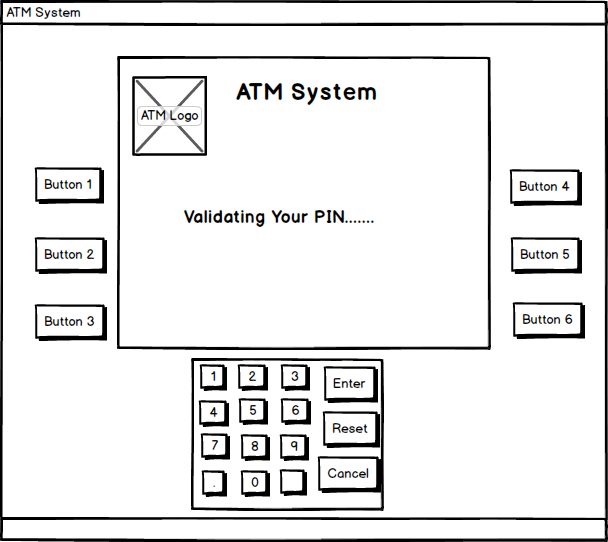 ATM System
ATM System
ATM Logo
Validating Your PIN.......
Button 1
Button 2
Button 3
Button 4
Button 5
Button 6
1 2 3 Enter
4 5 6 Reset
7 8 9 Cancel
. 0